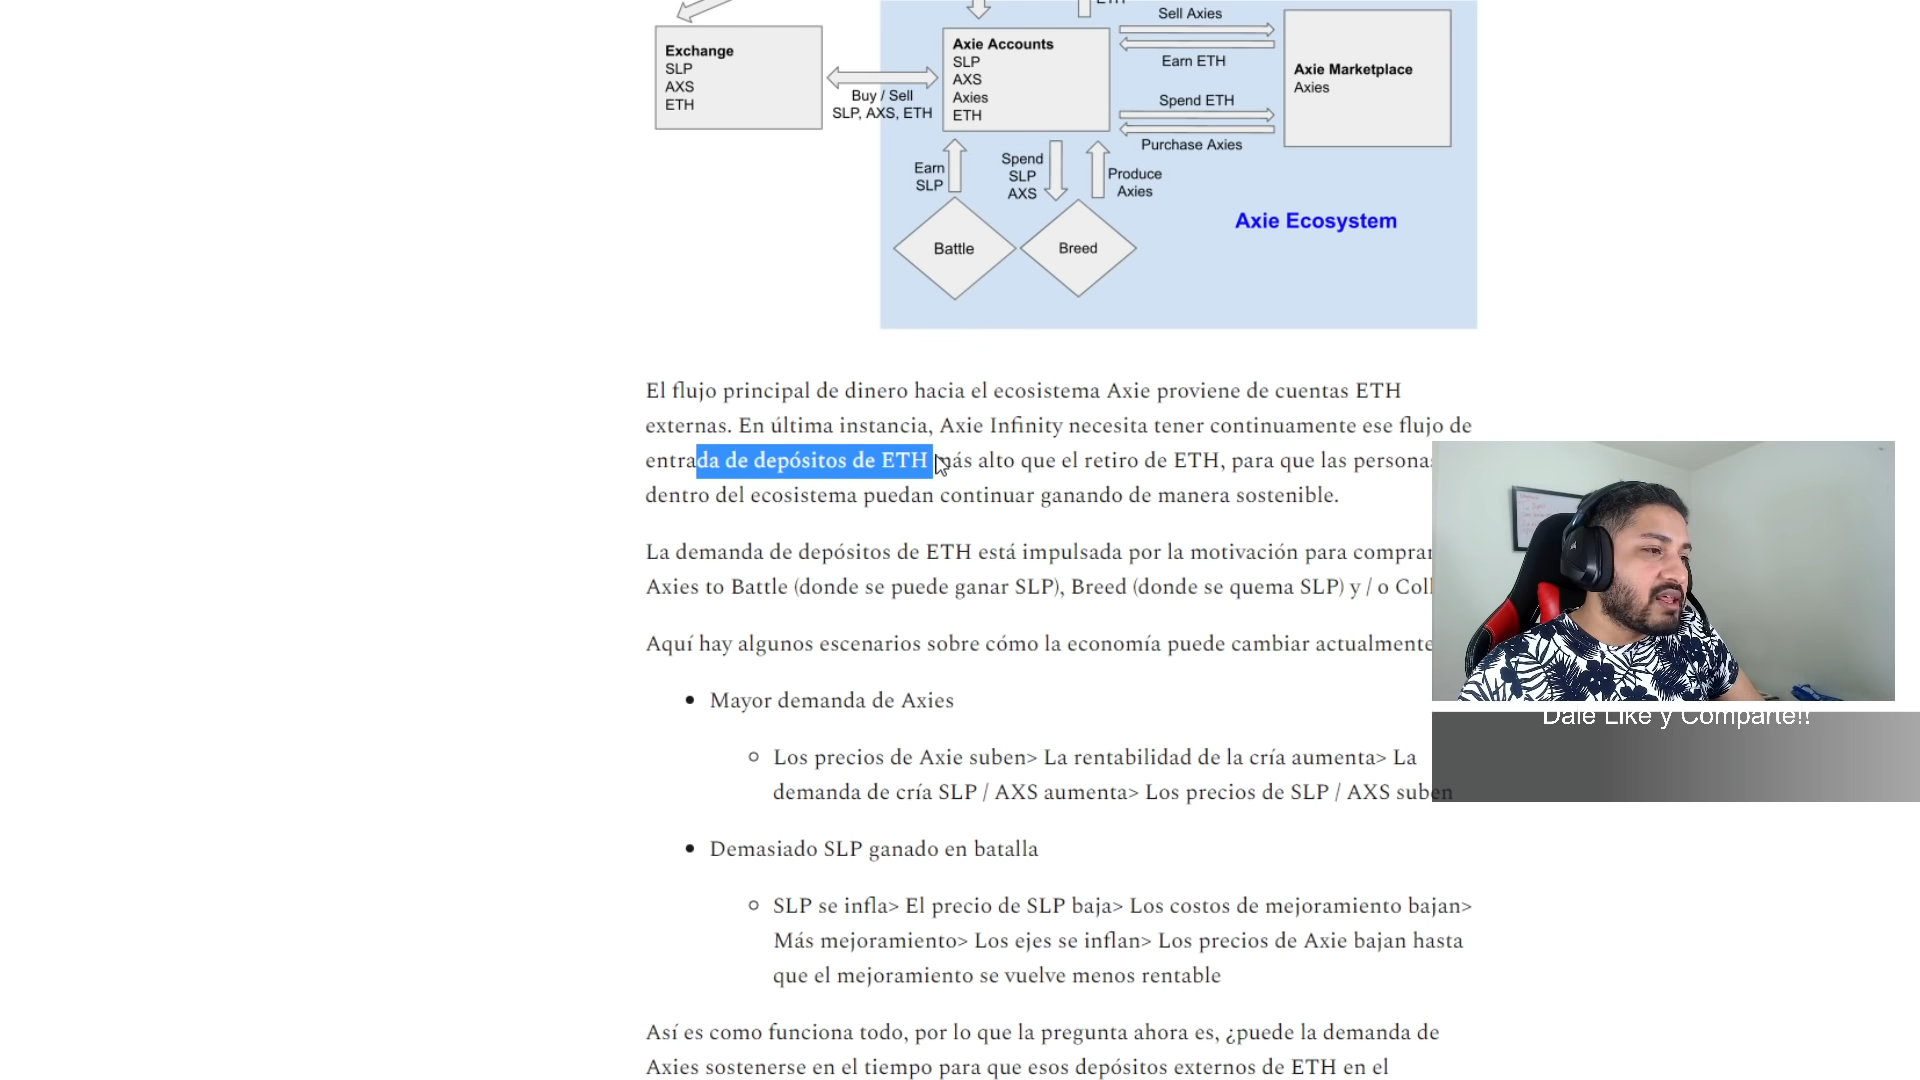 ETH
Sell Axies
Exchange
SLP
AXS
ETH
Buy / Sell
SLP, AXS, ETH
Axie Accounts
SLP
AXS
Axies
ETH
Earn ETH
Spend ETH
Purchase Axies
Axie Marketplace
Axies
Earn
SLP
Spend
SLP
AXS
Produce
Axies
Battle
Breed
Axie Ecosystem
El flujo principal de dinero hacia el ecosistema Axie proviene de cuentas ETH
externas. En última instancia, Axie Infinity necesita tener continuamente ese flujo de
entrada de depósitos de ETH más alto que el retiro de ETH, para que las personas
dentro del ecosistema puedan continuar ganando de manera sostenible.
La demanda de depósitos de ETH está impulsada por la motivación para comprar
Axies to Battle (donde se puede ganar SLP), Breed (donde se quema SLP) y / o Coll
Aquí hay algunos escenarios sobre cómo la economía puede cambiar actualmente
Dale Like y Comparte!!
• Mayor demanda de Axies
Los precios de Axie suben> La rentabilidad de la cría aumenta> La
demanda de cría SLP / AXS aumenta> Los precios de SLP / AXS suben
• Demasiado SLP ganado en batalla
SLP se infla> El precio de SLP baja> Los costos de mejoramiento bajan>
Más mejoramiento> Los ejes se inflan> Los precios de Axie bajan hasta
que el mejoramiento se vuelve menos rentable
Así es como funciona todo, por lo que la pregunta ahora es, ¿puede la demanda de
Axies sostenerse en el tiempo para que esos depósitos externos de ETH en el